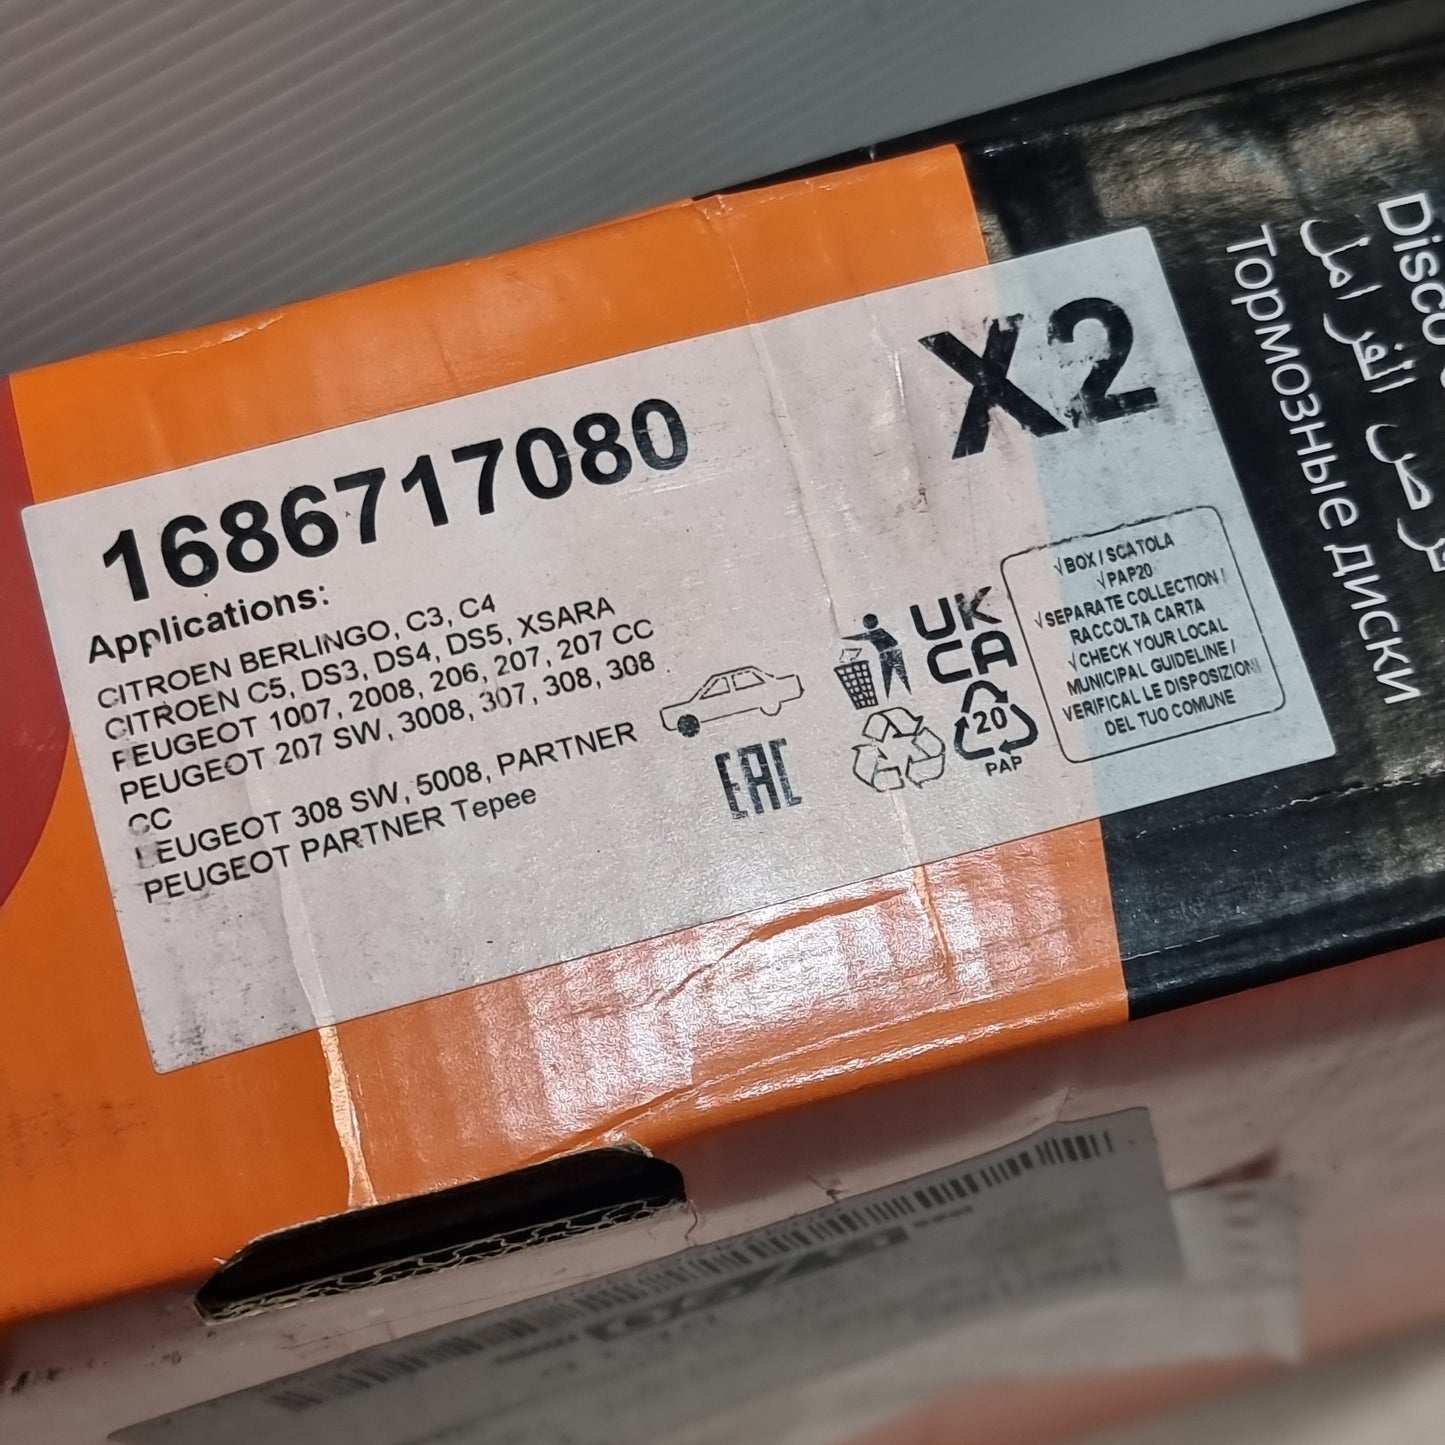 1686717080
X2
Applications:
CITROEN BERLINGO, C3, C4
CITROEN C5, DS3, DS4, DS5, XSARA
PEUGEOT 1007, 2008, 206, 207, 207 CC
PEUGEOT 207 SW, 3008, 307, 308, 308
CC
PEUGEOT 308 SW, 5008, PARTNER
PEUGEOT PARTNER Tepee
EAC
UK
CA
20
PAP
√BOX / SCATOLA
√PAP20
√SEPARATE COLLECTION /
RACCOLTA CARTA
√CHECK YOUR LOCAL
MUNICIPAL GUIDELINE /
VERIFICA LE DISPOSIZIONI
DEL TUO COMUNE
Disco
قرص الفرامل
Тормозные диски